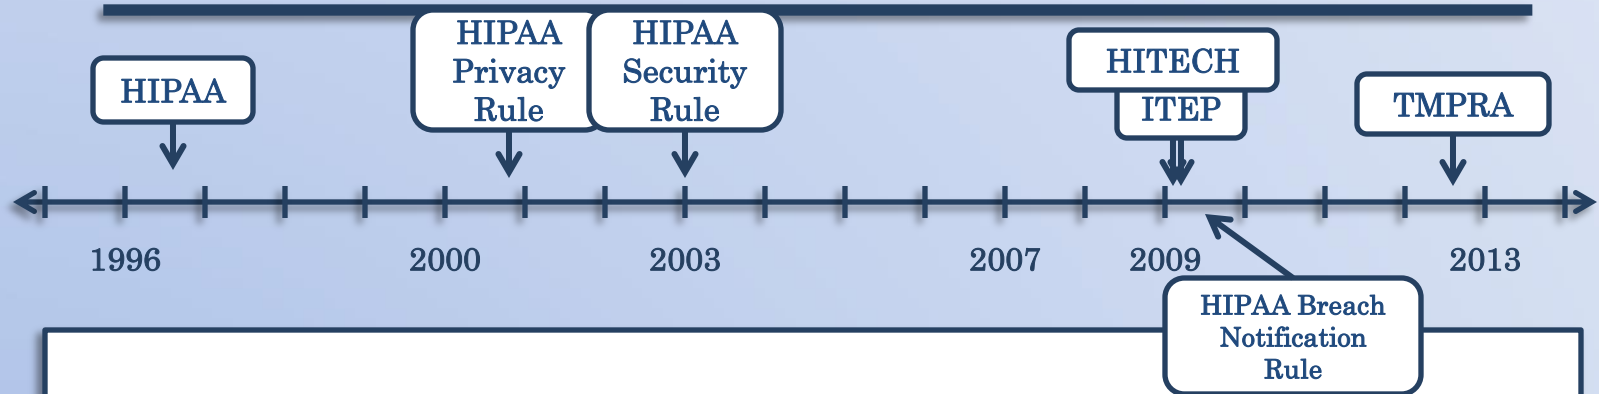 HIPAA
HIPAA
Privacy
Rule
HIPAA
Security
Rule
HITECH
ITEP
TMPRA
1996
2000
2003
2007
2009
2013
HIPAA Breach
Notification
Rule